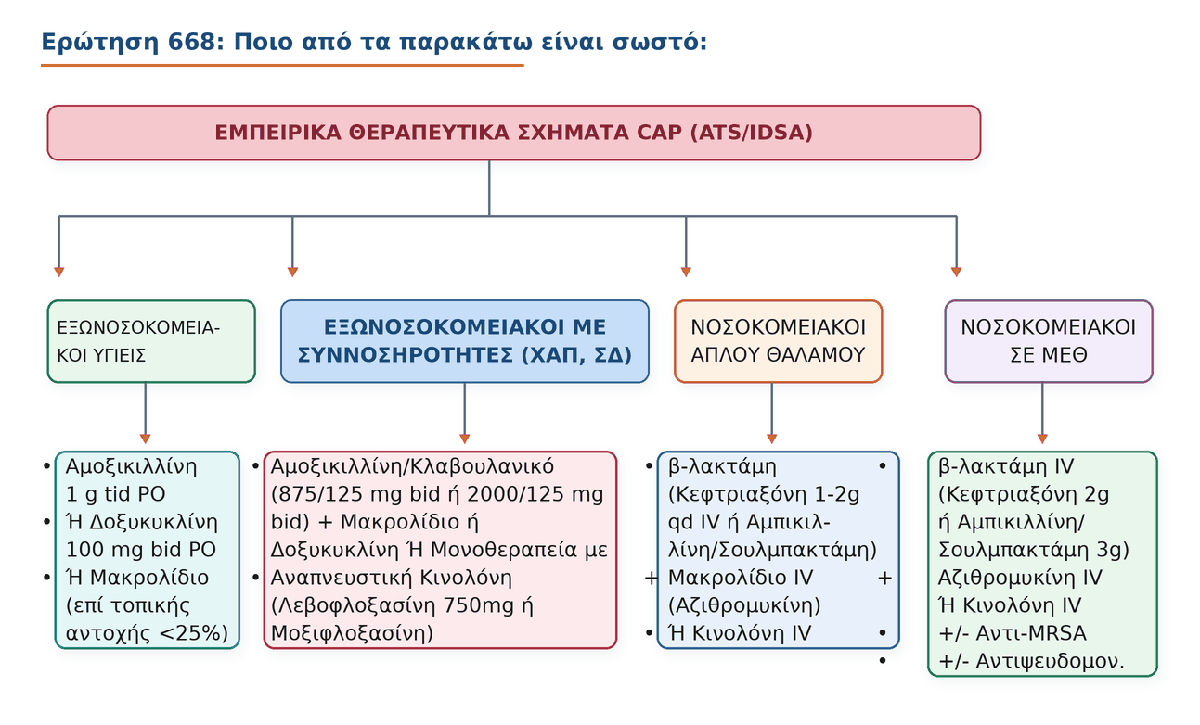 Ερώτηση 668: Ποιο από τα παρακάτω είναι σωστό:
ΕΜΠΕΙΡΙΚΑ ΘΕΡΑΠΕΥΤΙΚΑ ΣΧΗΜΑΤΑ CAP (ATS/IDSA)
ΕΞΩΝΟΣΟΚΟΜΕΙΑ-
ΚΟΙ ΥΓΙΕΙΣ
ΕΞΩΝΟΣΟΚΟΜΕΙΑΚΟΙ ΜΕ
ΣΥΝΝΟΣΗΡΟΤΗΤΕΣ (ΧΑΠ, ΣΔ)
ΝΟΣΟΚΟΜΕΙΑΚΟΙ
ΑΠΛΟΥ ΘΑΛΑΜΟΥ
ΝΟΣΟΚΟΜΕΙΑΚΟΙ
ΣΕ ΜΕΘ
• Αμοξικιλλίνη
1 g tid PO
• Ή Δοξυκυκλίνη
100 mg bid PO
• Ή Μακρολίδιο
(επί τοπικής
αντοχής <25%)
• Αμοξικιλλίνη/Κλαβουλανικό
(875/125 mg bid ή 2000/125 mg
bid) + Μακρολίδιο ή
Δοξυκυκλίνη Ή Μονοθεραπεία με
• Αναπνευστική Κινολόνη
(Λεβοφλοξασίνη 750mg ή
Μοξιφλοξασίνη)
• β-λακτάμη
(Κεφτριαξόνη 1-2g
qd IV ή Αμπικιλ-
λίνη/Σουλμπακτάμη)
+ Μακρολίδιο IV
(Αζιθρομυκίνη)
• Ή Κινολόνη IV
• β-λακτάμη IV
(Κεφτριαξόνη 2g
ή Αμπικιλλίνη/
Σουλμπακτάμη 3g)
+ Αζιθρομυκίνη IV
Ή Κινολόνη IV
• +/- Αντι-MRSA
• +/- Αντιψευδομον.